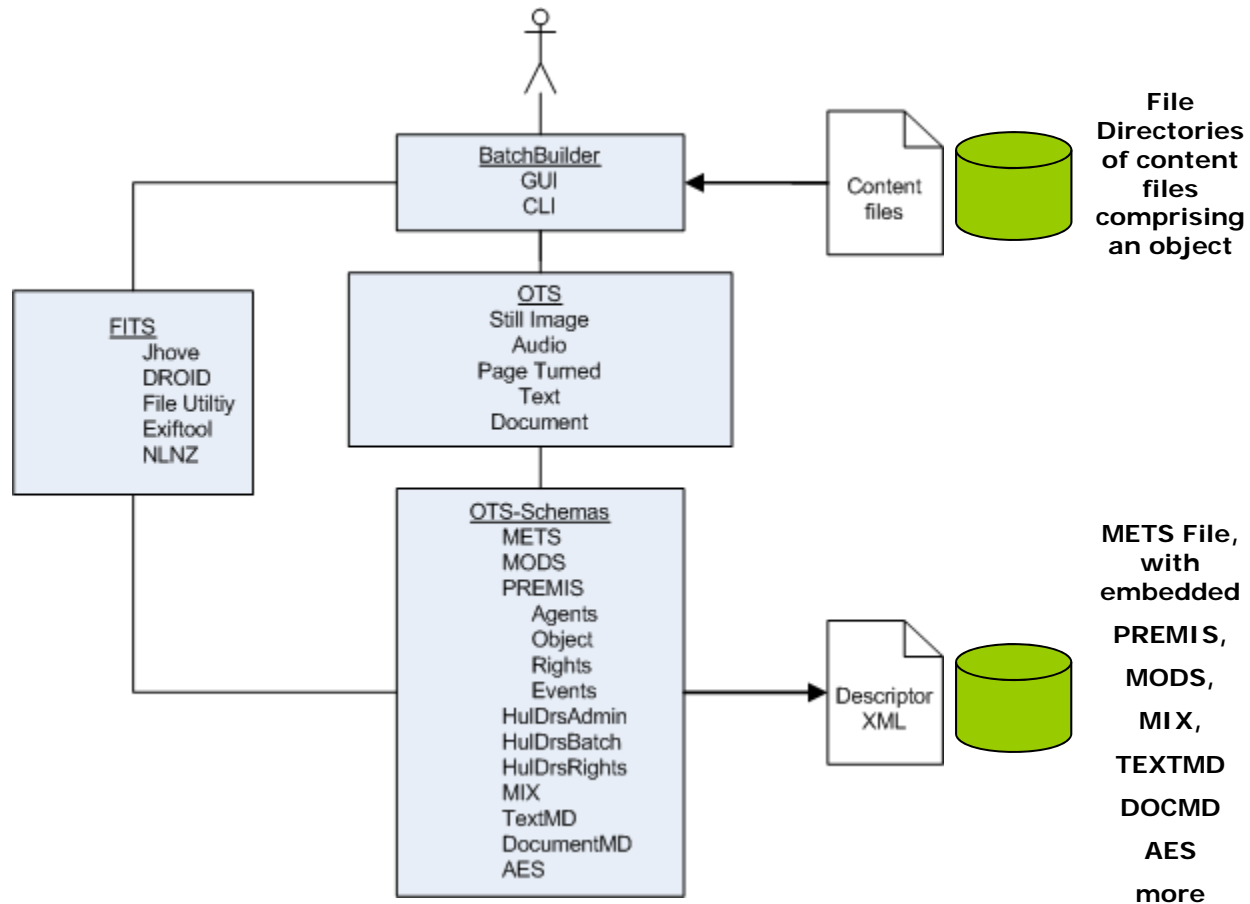 BatchBuilder
GUI
CLI
Content
files
File
Directories
of content
files
comprising
an object
FITS
Jhove
DROID
File Utiltiy
Exiftool
NLNZ
OTS
Still Image
Audio
Page Turned
Text
Document
OTS-Schemas
METS
MODS
PREMIS
Agents
Object
Rights
Events
HulDrsAdmin
HulDrsBatch
HulDrsRights
MIX
TextMD
DocumentMD
AES
Descriptor
XML
METS File,
with
embedded
PREMIS,
MODS,
MIX,
TEXTMD
DOCMD
AES
more